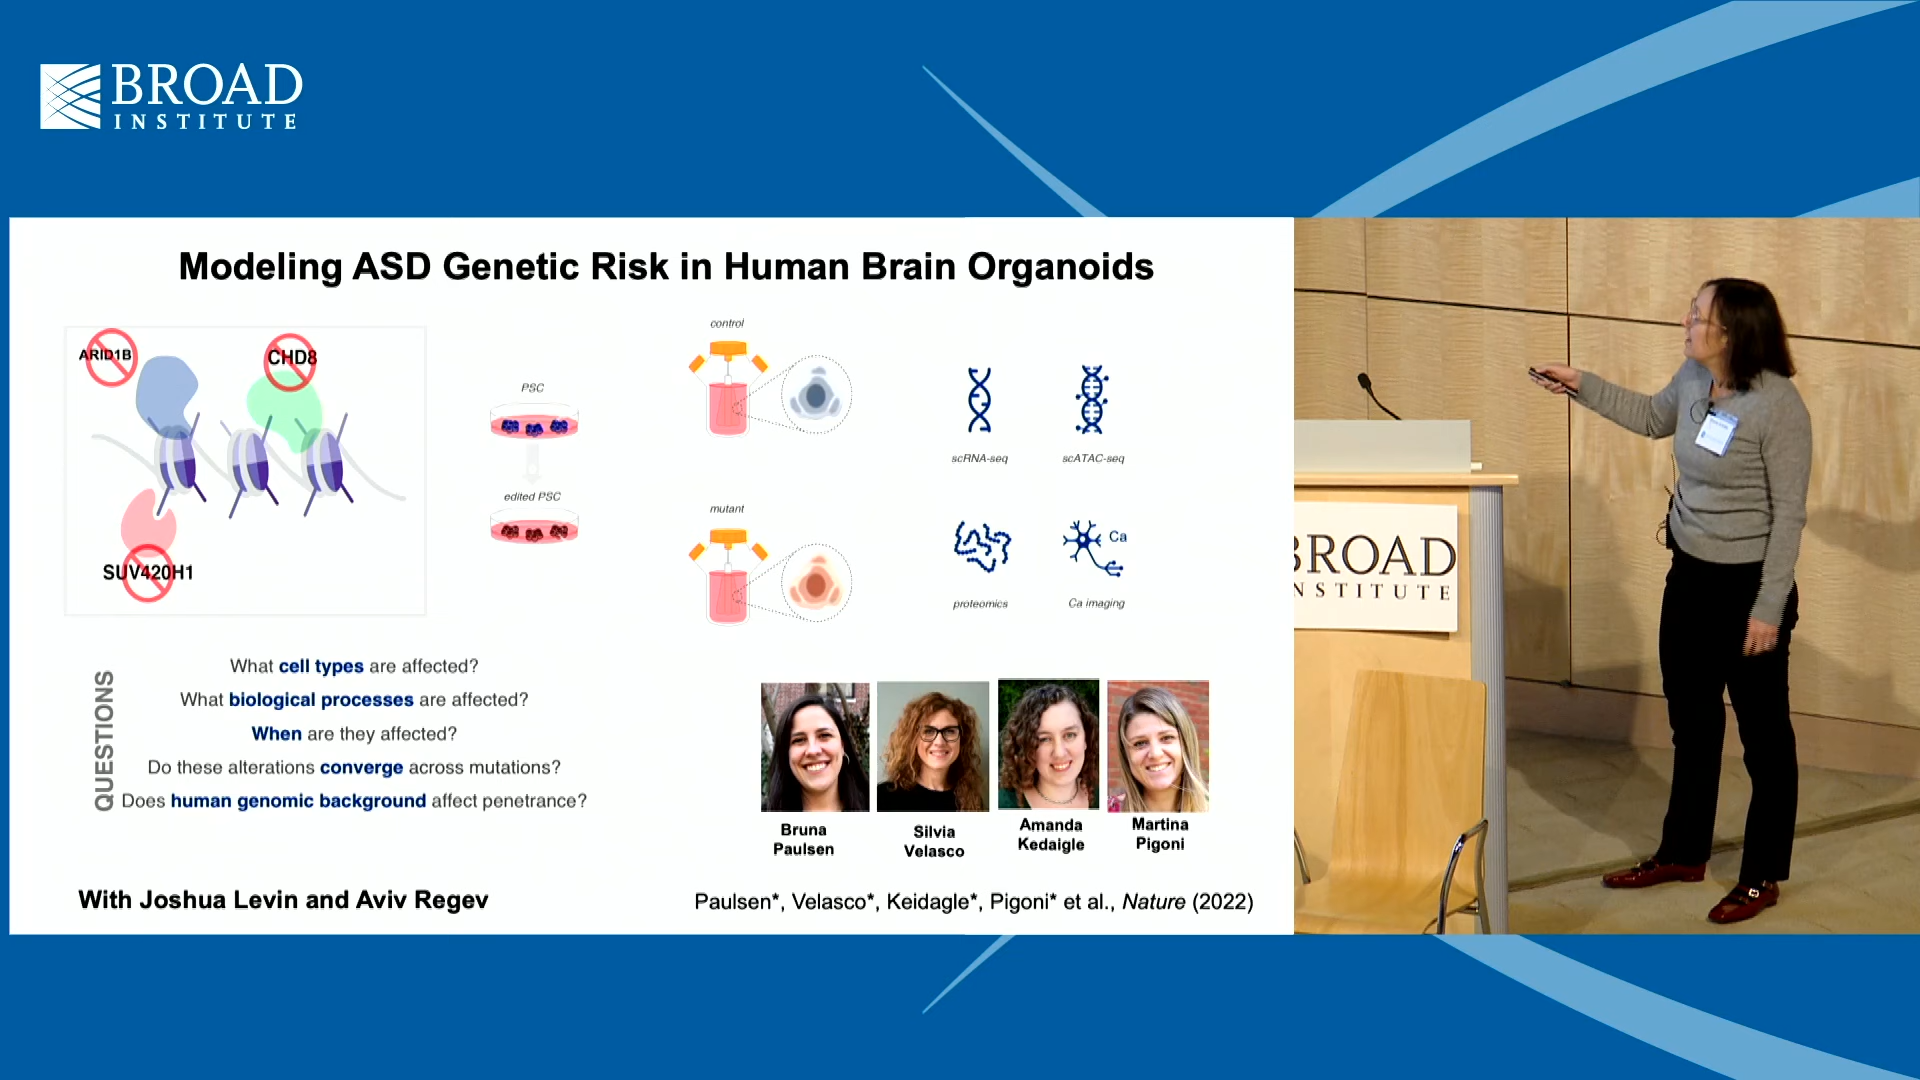 BROAD
INSTITUTE
Modeling ASD Genetic Risk in Human Brain Organoids
ARID1B
CHD8
SUV420H1
PSC
edited PSC
control
mutant
scRNA-seq
scATAC-seq
Ca
proteomics
Ca imaging
QUESTIONS
What cell types are affected?
What biological processes are affected?
When are they affected?
Do these alterations converge across mutations?
Does human genomic background affect penetrance?
Bruna
Paulsen
Silvia
Velasco
Amanda
Kedaigle
Martina
Pigoni
With Joshua Levin and Aviv Regev
Paulsen*, Velasco*, Keidagle*, Pigoni* et al., Nature (2022)
BROAD
INSTITUTE